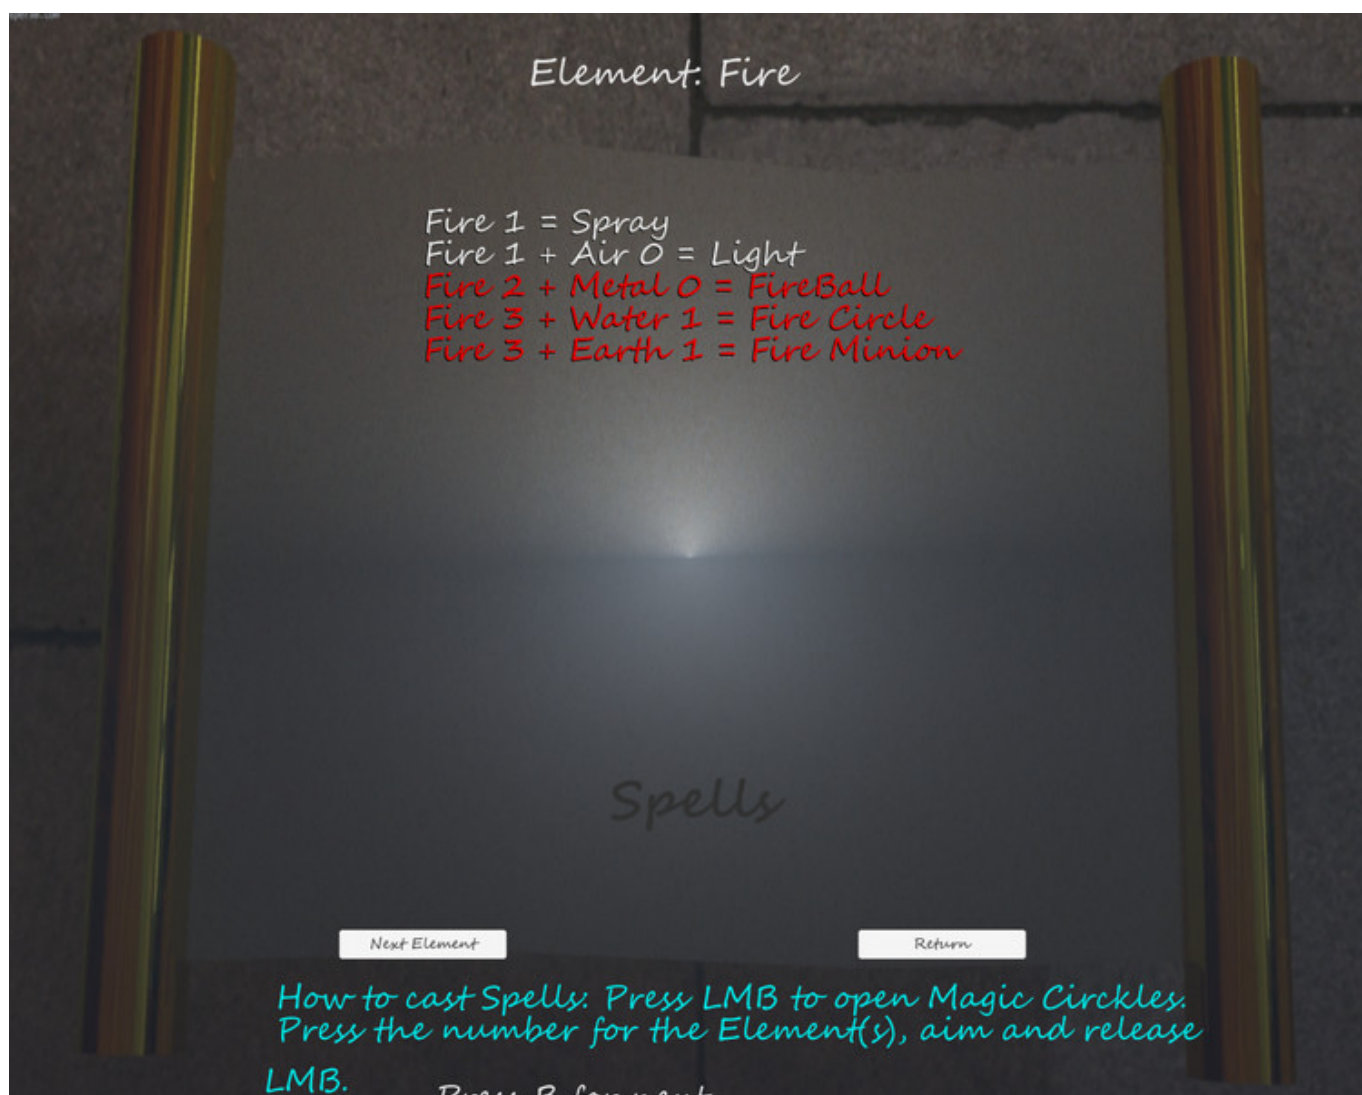 Element: Fire
Fire 1 = Spray
Fire 1 + Air 0 = Light
Fire 2 + Metal 0 = FireBall
Fire 3 + Water 1 = Fire Circle
Fire 3 + Earth 1 = Fire Minion
Spells
Next Element
Return
How to cast Spells: Press LMB to open Magic Circkles.
Press the number for the Element(s), aim and release
LMB.
Press